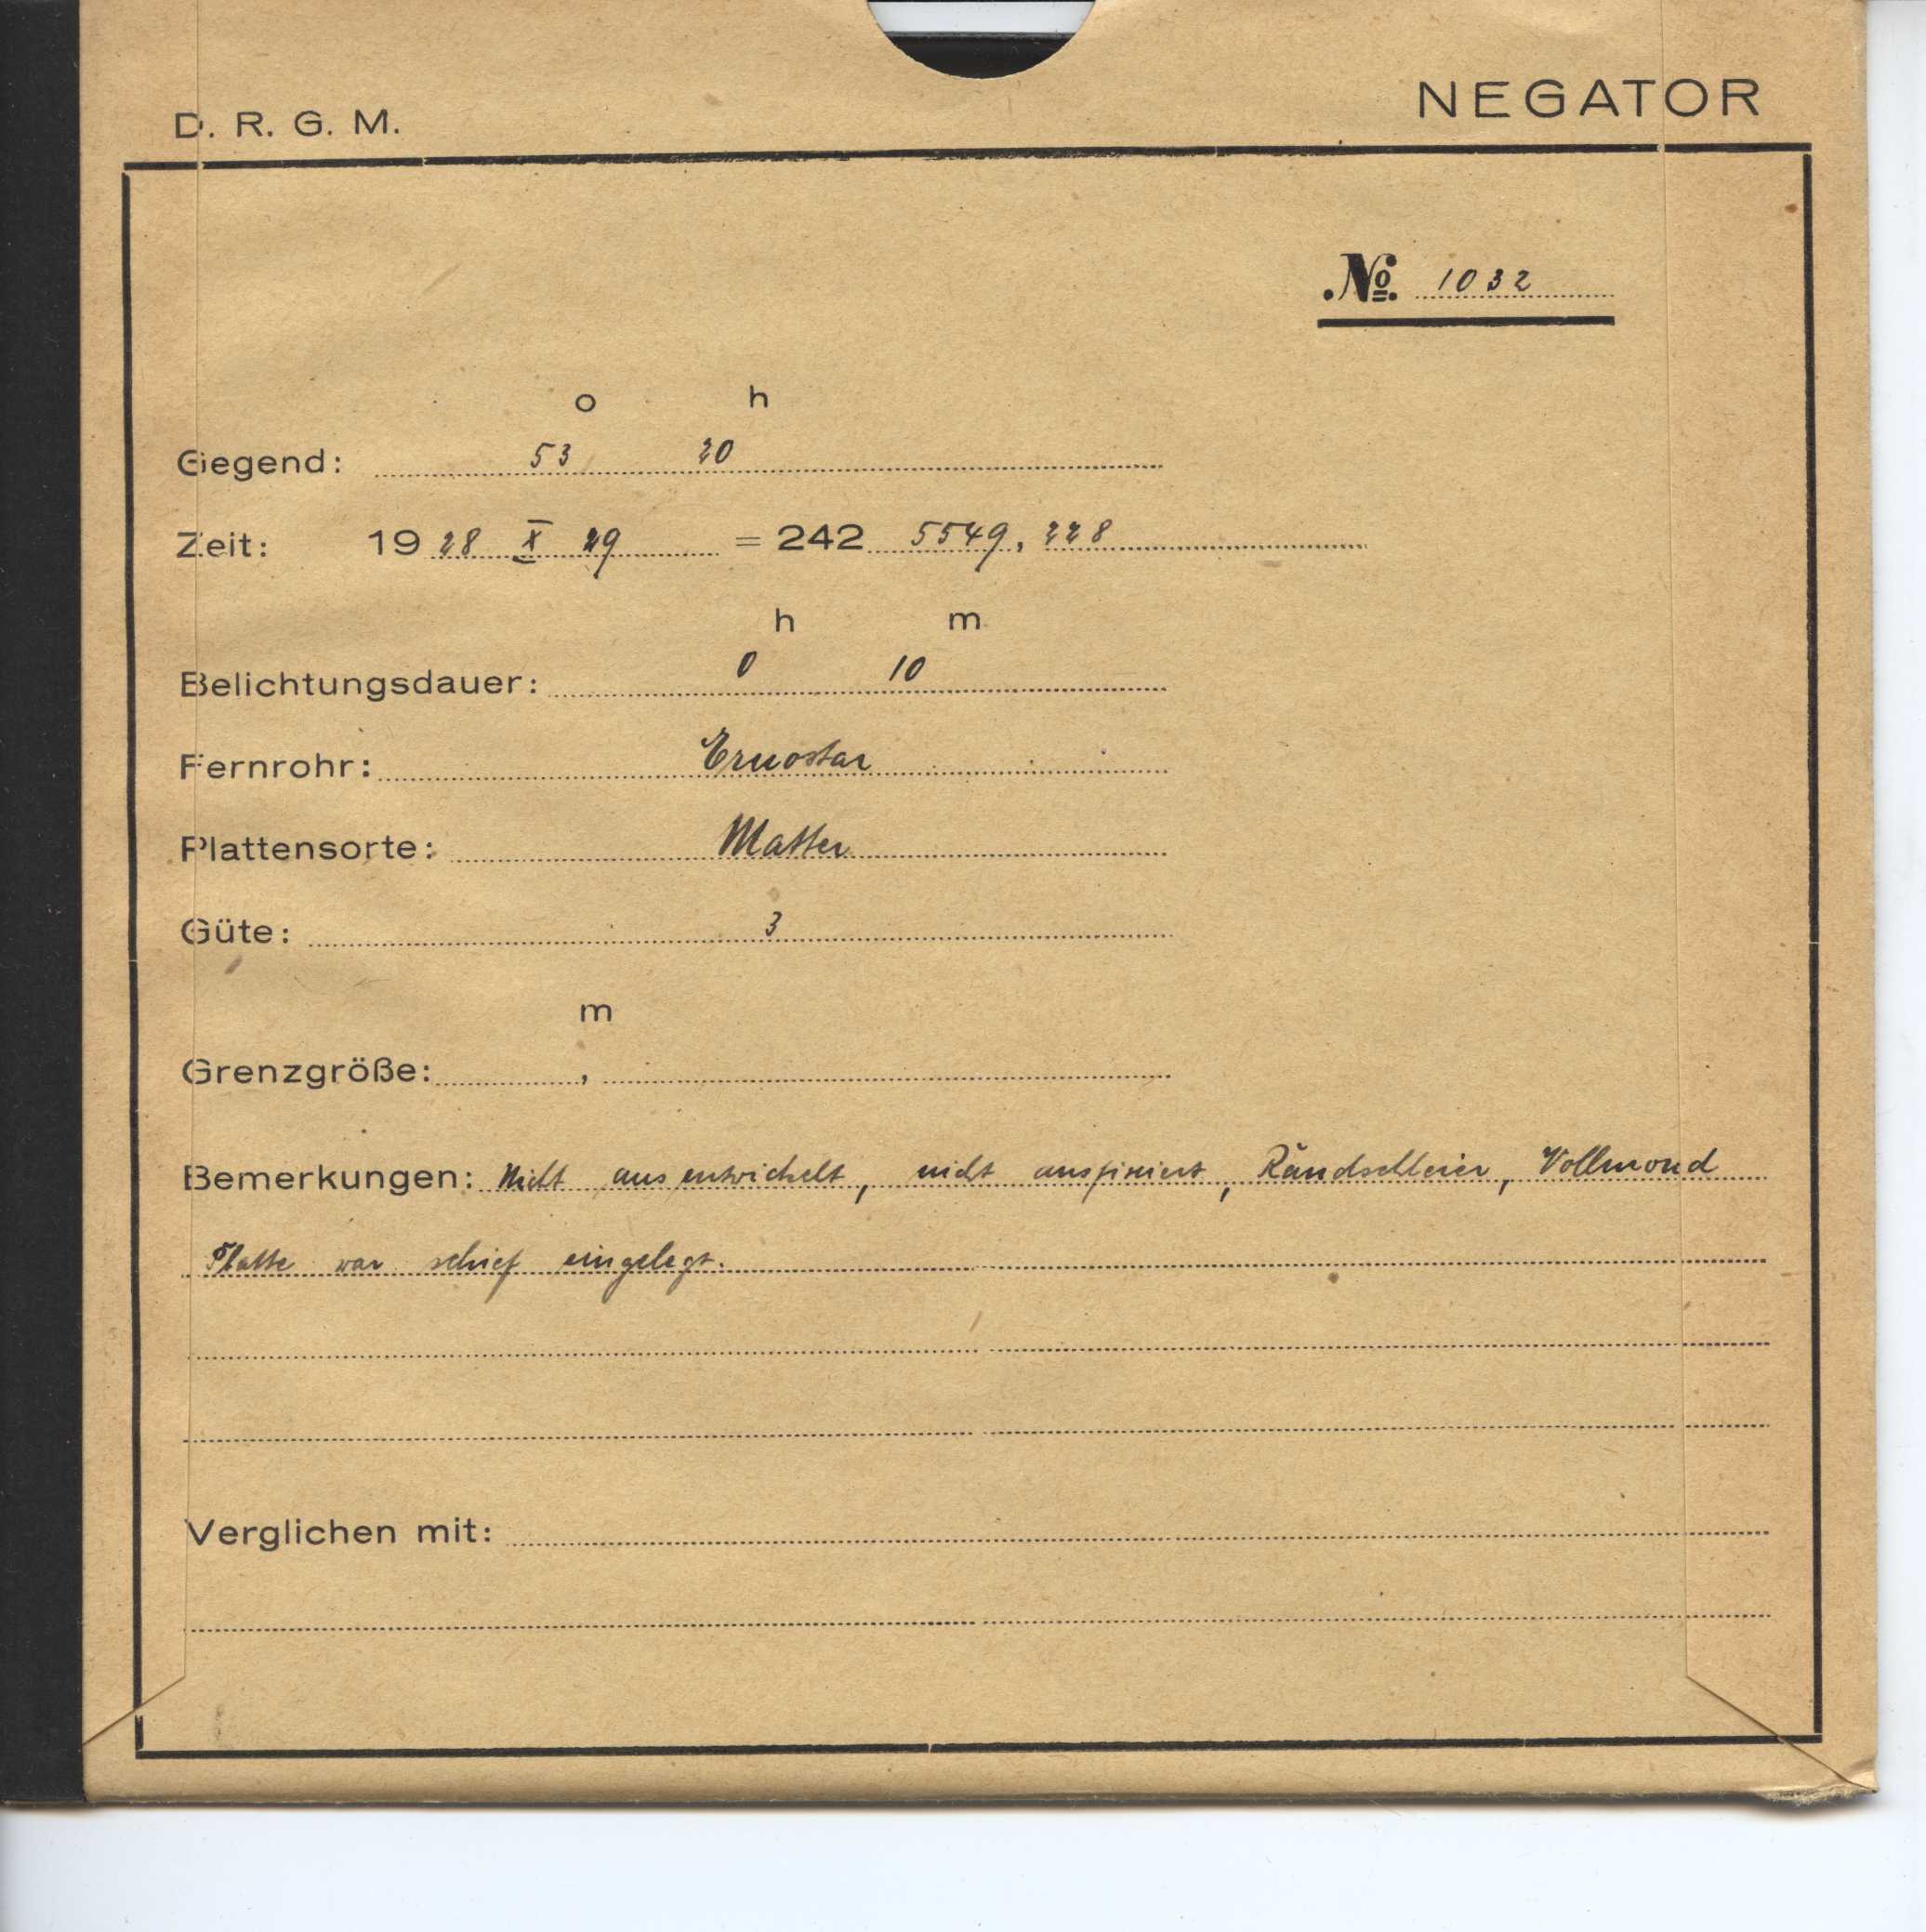 D. R. G. M.
NEGATOR
№ 1032
o h
Gegend: 53 20
Zeit: 1928 X 29 = 242 5549,228
h m
Belichtungsdauer: 0 10
Fernrohr: Ernostar
Plattensorte: Matter
Güte: 3
m
Grenzgröße: ,
Bemerkungen: Nicht ausentwickelt, nicht ausfixiert, Randschleier, Vollmond
Platte war schief eingelegt.
Verglichen mit: